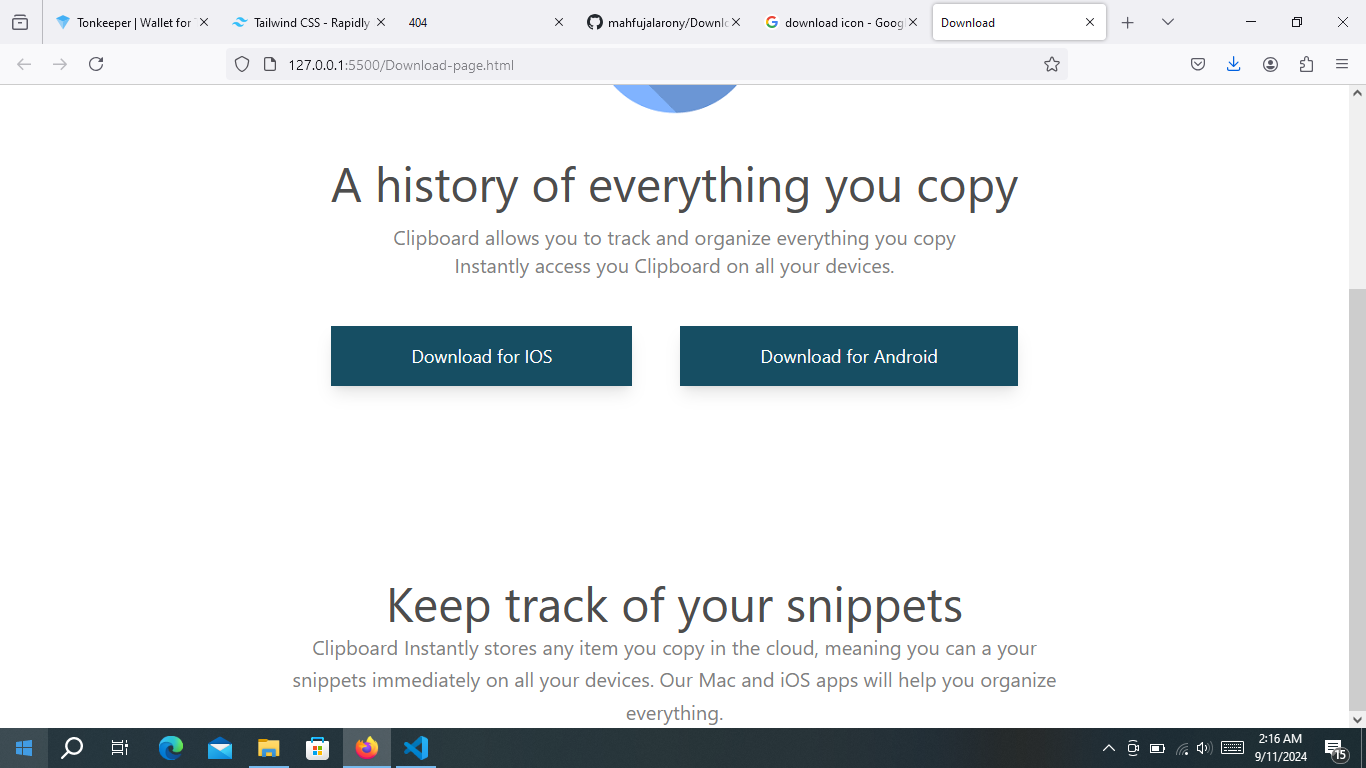 Tonkeeper | Wallet for
Tailwind CSS - Rapidly
404
mahfujalarony/Downlo
download icon - Googl
Download
127.0.0.1:5500/Download-page.html
A history of everything you copy
Clipboard allows you to track and organize everything you copy
Instantly access you Clipboard on all your devices.
Download for IOS
Download for Android
Keep track of your snippets
Clipboard Instantly stores any item you copy in the cloud, meaning you can a your
snippets immediately on all your devices. Our Mac and iOS apps will help you organize
everything.
2:16 AM
9/11/2024
15